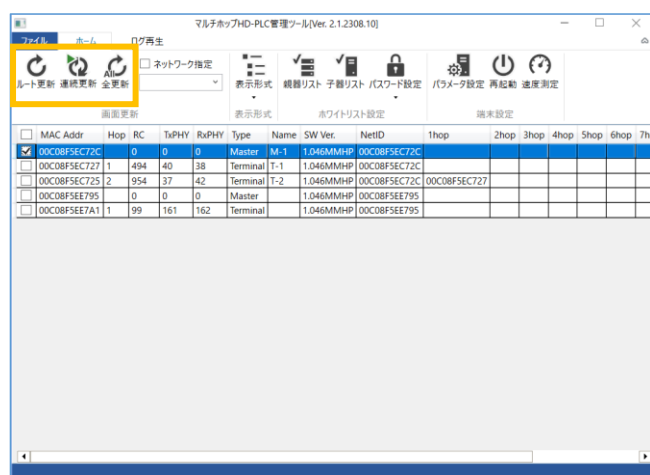 マルチホップHD-PLC管理ツール[Ver. 2.1.2308.10]
ファイル ホーム ログ再生
ルート更新 連続更新 All 全更新 ネットワーク指定 表示形式 親器リスト 子器リスト パスワード設定 パラメータ設定 再起動 速度測定
画面更新 表示形式 ホワイトリスト設定 端末設定
MAC Addr Hop RC TxPHY RxPHY Type Name SW Ver. NetID 1hop 2hop 3hop 4hop 5hop 6hop 7h
00C08F5EC72C 0 0 0 Master M-1 1.046MMHP 00C08F5EC72C
00C08F5EC727 1 494 40 38 Terminal T-1 1.046MMHP 00C08F5EC72C
00C08F5EC725 2 954 37 42 Terminal T-2 1.046MMHP 00C08F5EC72C 00C08F5EC727
00C08F5EE795 0 0 0 Master 1.046MMHP 00C08F5EE795
00C08F5EE7A1 1 99 161 162 Terminal 1.046MMHP 00C08F5EE795